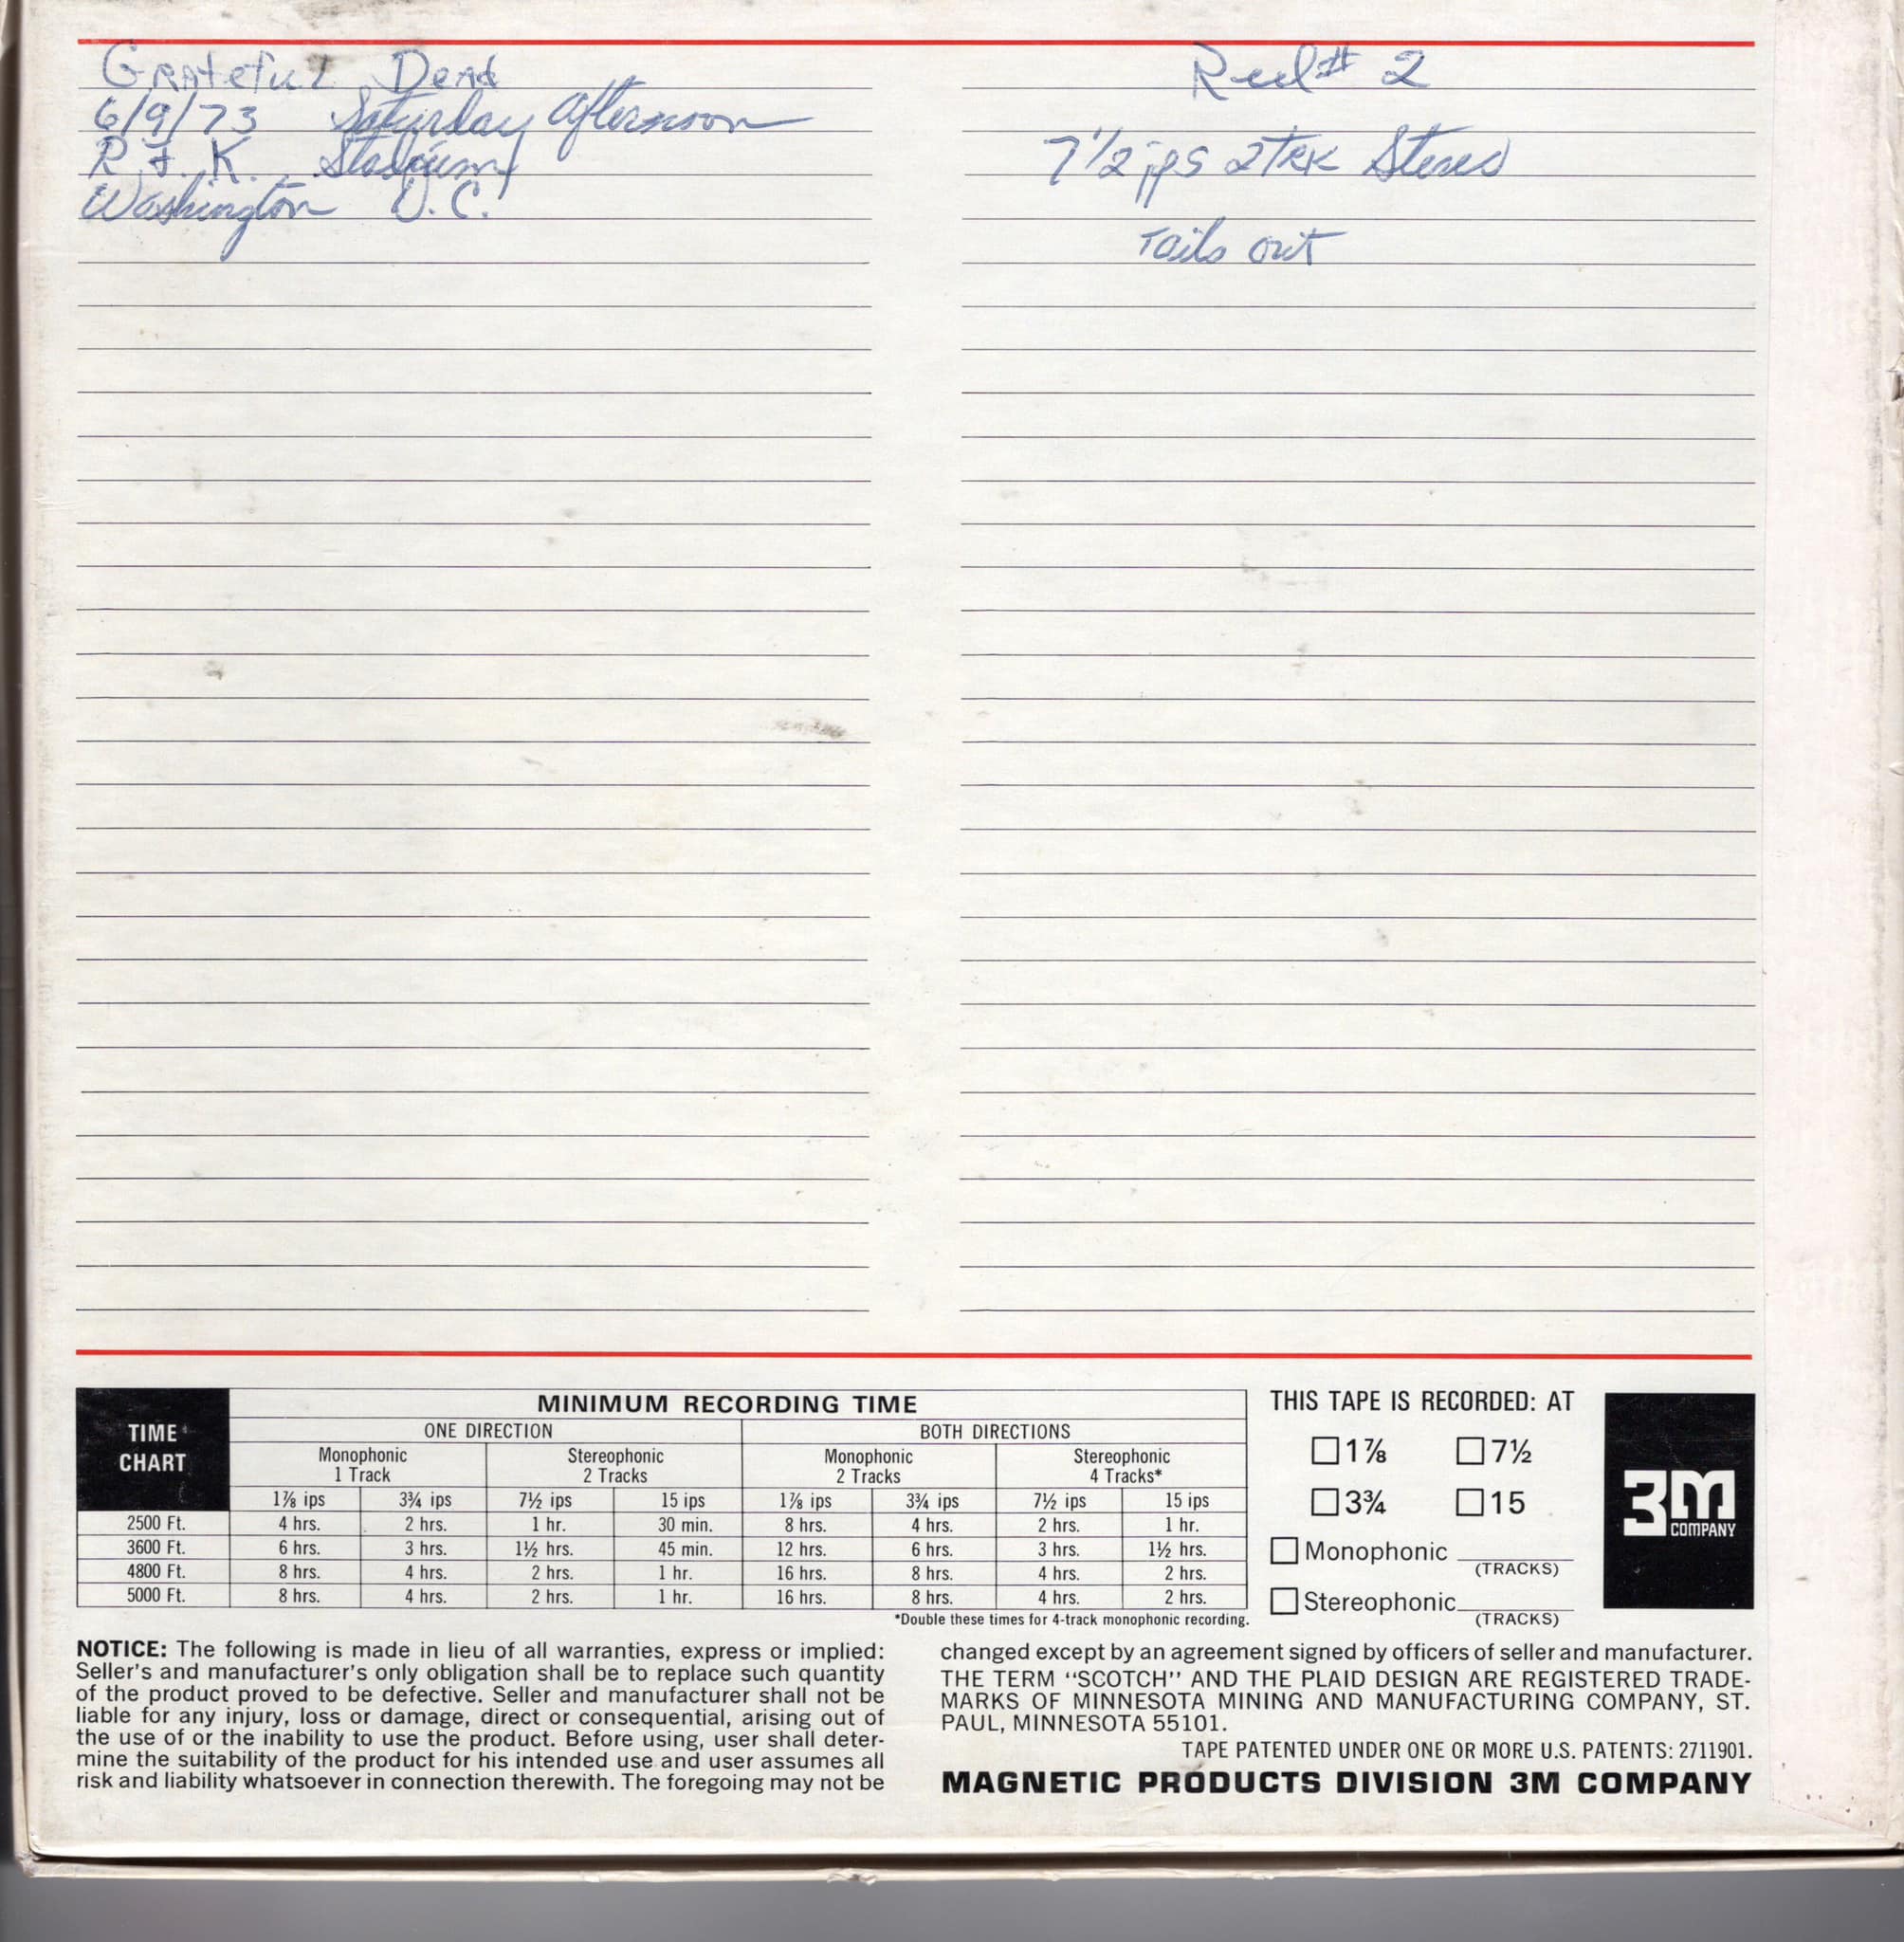 Grateful Dead
6/9/73 Saturday afternoon
R.F.K. Stadium
Washington D.C.
Reel # 2
7 1/2 ips 2 TRK Stereo
Tails out
TIME CHART
MINIMUM RECORDING TIME
ONE DIRECTION BOTH DIRECTIONS
Monophonic 1 Track Stereophonic 2 Tracks Monophonic 2 Tracks Stereophonic 4 Tracks*
1⅞ ips 3¾ ips 7½ ips 15 ips 1⅞ ips 3¾ ips 7½ ips 15 ips
2500 Ft. 4 hrs. 2 hrs. 1 hr. 30 min. 8 hrs. 4 hrs. 2 hrs. 1 hr.
3600 Ft. 6 hrs. 3 hrs. 1½ hrs. 45 min. 12 hrs. 6 hrs. 3 hrs. 1½ hrs.
4800 Ft. 8 hrs. 4 hrs. 2 hrs. 1 hr. 16 hrs. 8 hrs. 4 hrs. 2 hrs.
5000 Ft. 8 hrs. 4 hrs. 2 hrs. 1 hr. 16 hrs. 8 hrs. 4 hrs. 2 hrs.
*Double these times for 4-track monophonic recording.
THIS TAPE IS RECORDED: AT
1⅞ 7½
3¾ 15
Monophonic
(TRACKS)
Stereophonic
(TRACKS)
3M
COMPANY
NOTICE: The following is made in lieu of all warranties, express or implied:
Seller's and manufacturer's only obligation shall be to replace such quantity
of the product proved to be defective. Seller and manufacturer shall not be
liable for any injury, loss or damage, direct or consequential, arising out of
the use of or the inability to use the product. Before using, user shall deter-
mine the suitability of the product for his intended use and user assumes all
risk and liability whatsoever in connection therewith. The foregoing may not be
changed except by an agreement signed by officers of seller and manufacturer.
THE TERM "SCOTCH" AND THE PLAID DESIGN ARE REGISTERED TRADE-
MARKS OF MINNESOTA MINING AND MANUFACTURING COMPANY, ST.
PAUL, MINNESOTA 55101.
TAPE PATENTED UNDER ONE OR MORE U.S. PATENTS: 2711901.
MAGNETIC PRODUCTS DIVISION 3M COMPANY